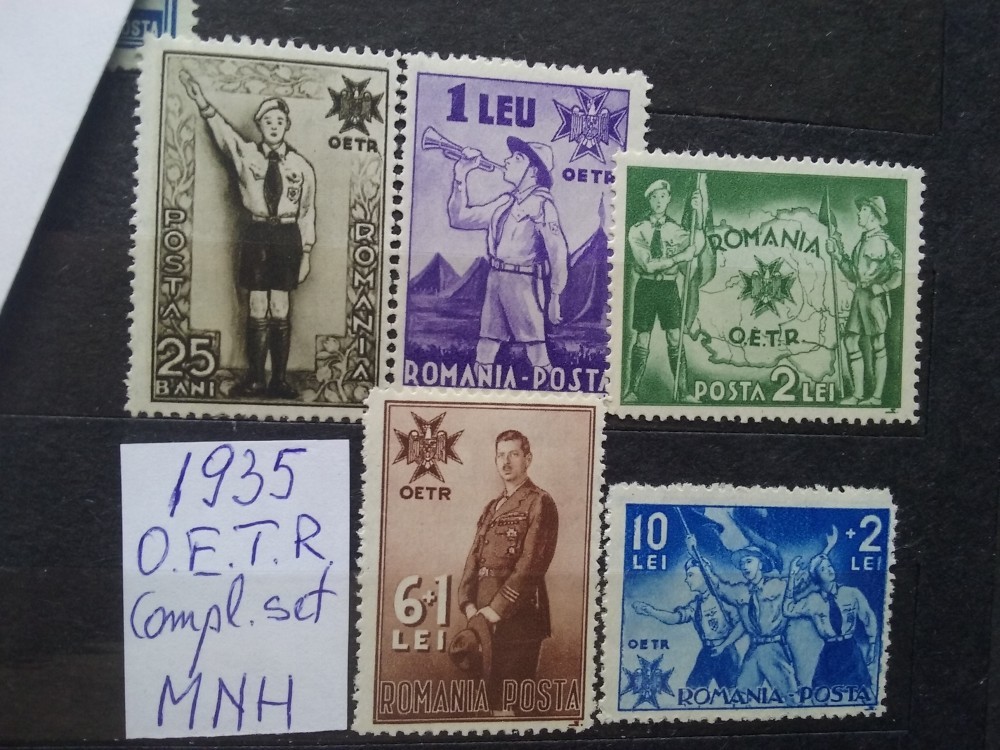 POSTA
OETR
POSTA
ROMANIA
25
BANI
1 LEU
OETR
ROMANIA-POSTA
ROMANIA
O.E.T.R.
POSTA 2 LEI
OETR
6+1
LEI
ROMANIA POSTA
10 +2
LEI LEI
OETR
ROMANIA-POSTA
1935
O.E.T.R.
Compl. set
MNH